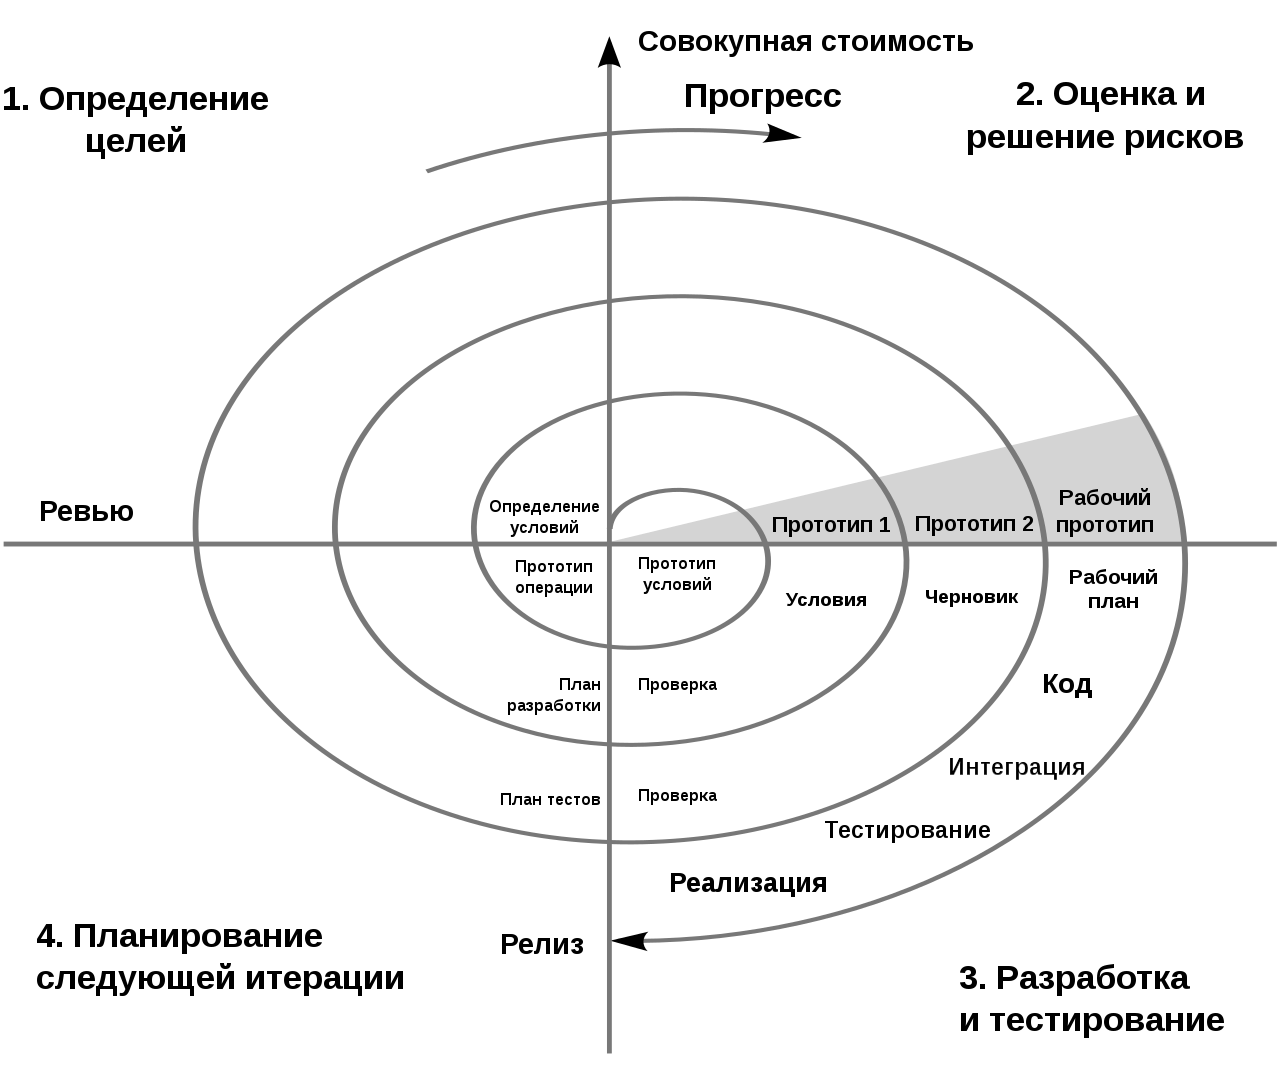 Совокупная стоимость
Прогресс
1. Определение
целей
2. Оценка и
решение рисков
Ревью
Определение
условий
Прототип 1
Прототип 2
Рабочий
прототип
Прототип
операции
Прототип
условий
Условия
Черновик
Рабочий
план
План
разработки
Проверка
Код
Интеграция
План тестов
Проверка
Тестирование
Реализация
Релиз
4. Планирование
следующей итерации
3. Разработка
и тестирование